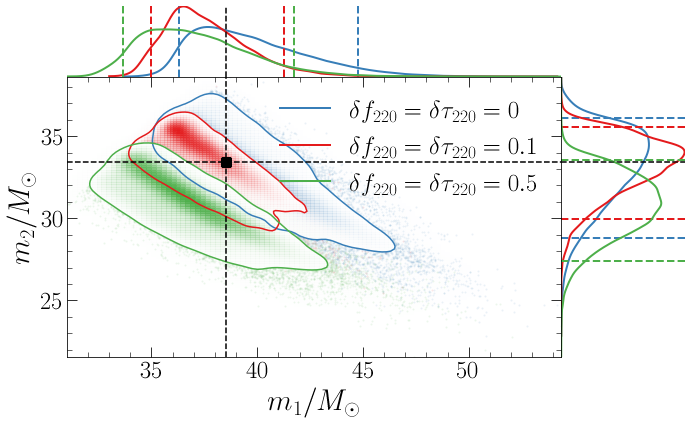 δf₂₂₀ = δτ₂₂₀ = 0
δf₂₂₀ = δτ₂₂₀ = 0.1
δf₂₂₀ = δτ₂₂₀ = 0.5
35
30
25
m₂/M☉
35 40 45 50
m₁/M☉